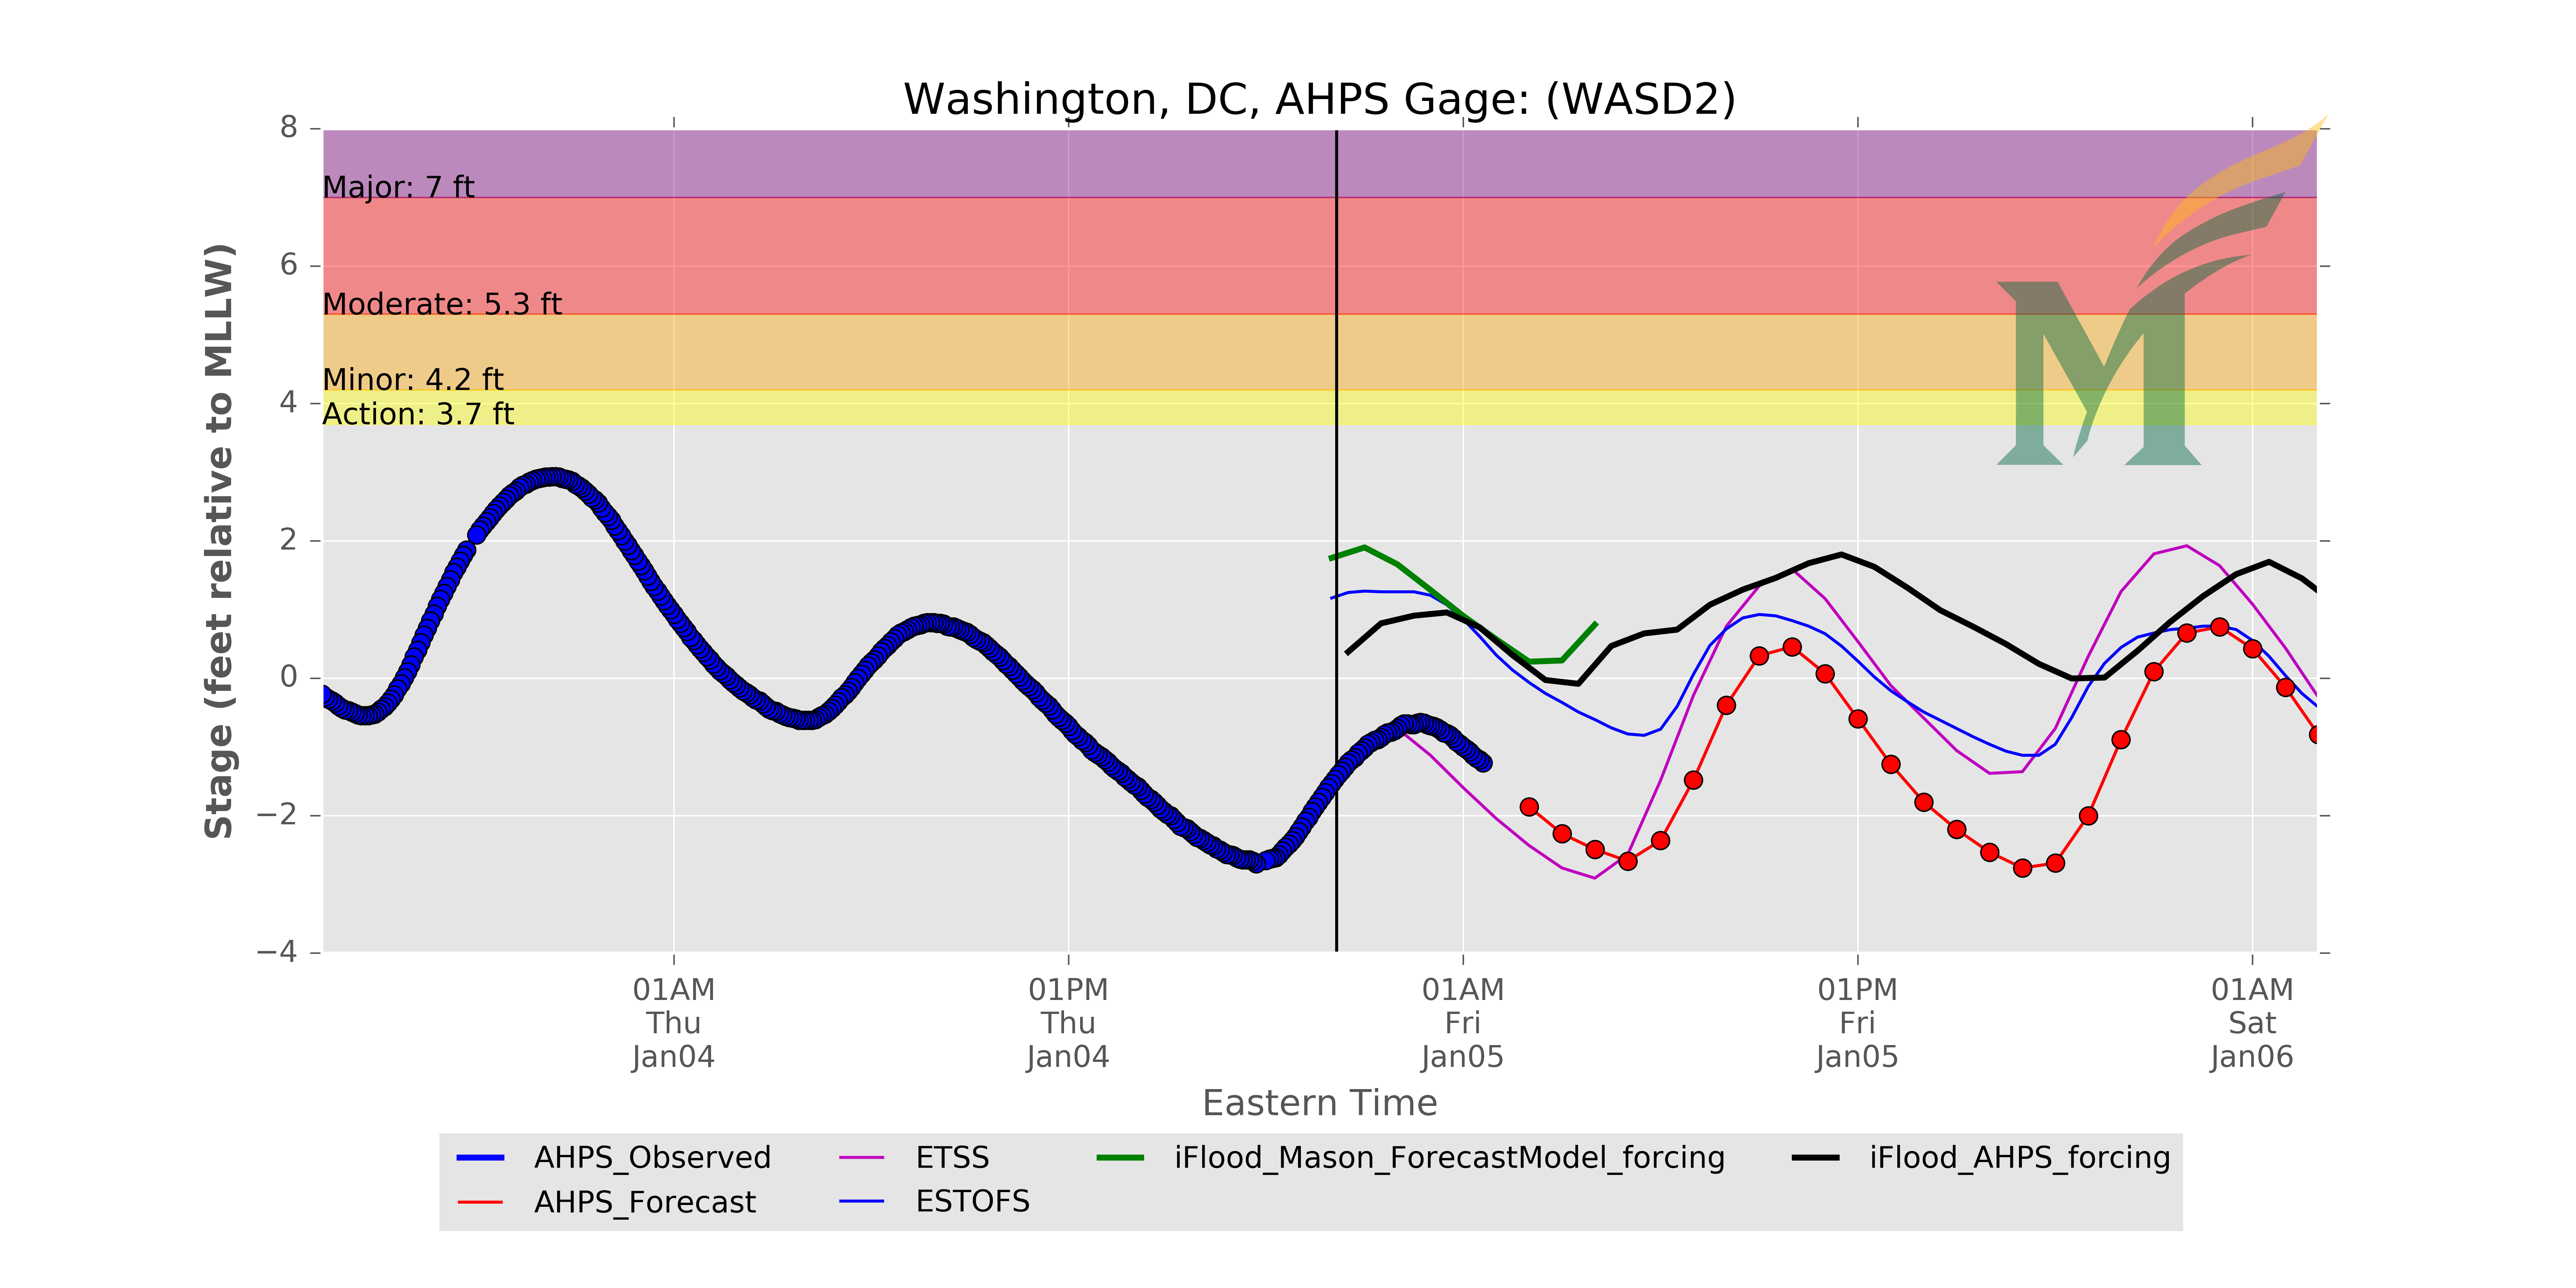 Washington, DC, AHPS Gage: (WASD2)
8
Major: 7 ft
6
Moderate: 5.3 ft
Minor: 4.2 ft
4
Action: 3.7 ft
2
0
−2
−4
Stage (feet relative to MLLW)
01AM
Thu
Jan04
01PM
Thu
Jan04
01AM
Fri
Jan05
01PM
Fri
Jan05
01AM
Sat
Jan06
Eastern Time
AHPS_Observed
AHPS_Forecast
ETSS
ESTOFS
iFlood_Mason_ForecastModel_forcing
iFlood_AHPS_forcing
M